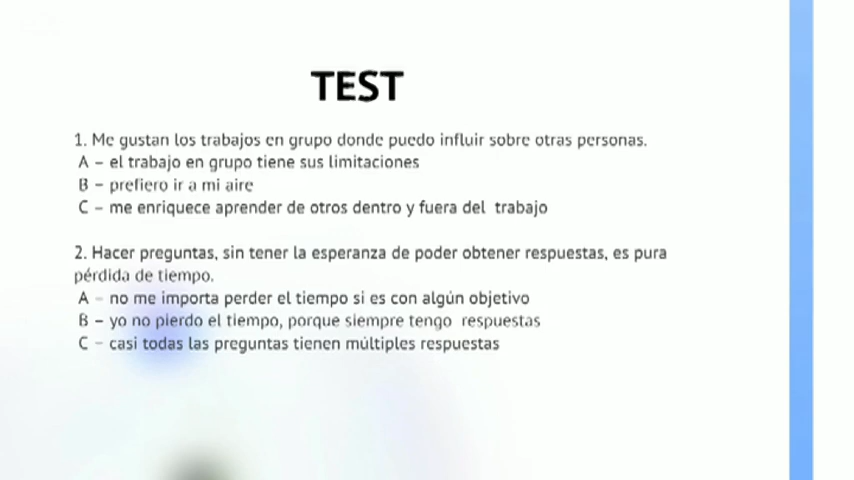 TEST
1. Me gustan los trabajos en grupo donde puedo influir sobre otras personas.
A – el trabajo en grupo tiene sus limitaciones
B – prefiero ir a mi aire
C – me enriquece aprender de otros dentro y fuera del trabajo
2. Hacer preguntas, sin tener la esperanza de poder obtener respuestas, es pura
pérdida de tiempo.
A – no me importa perder el tiempo si es con algún objetivo
B – yo no pierdo el tiempo, porque siempre tengo respuestas
C – casi todas las preguntas tienen múltiples respuestas